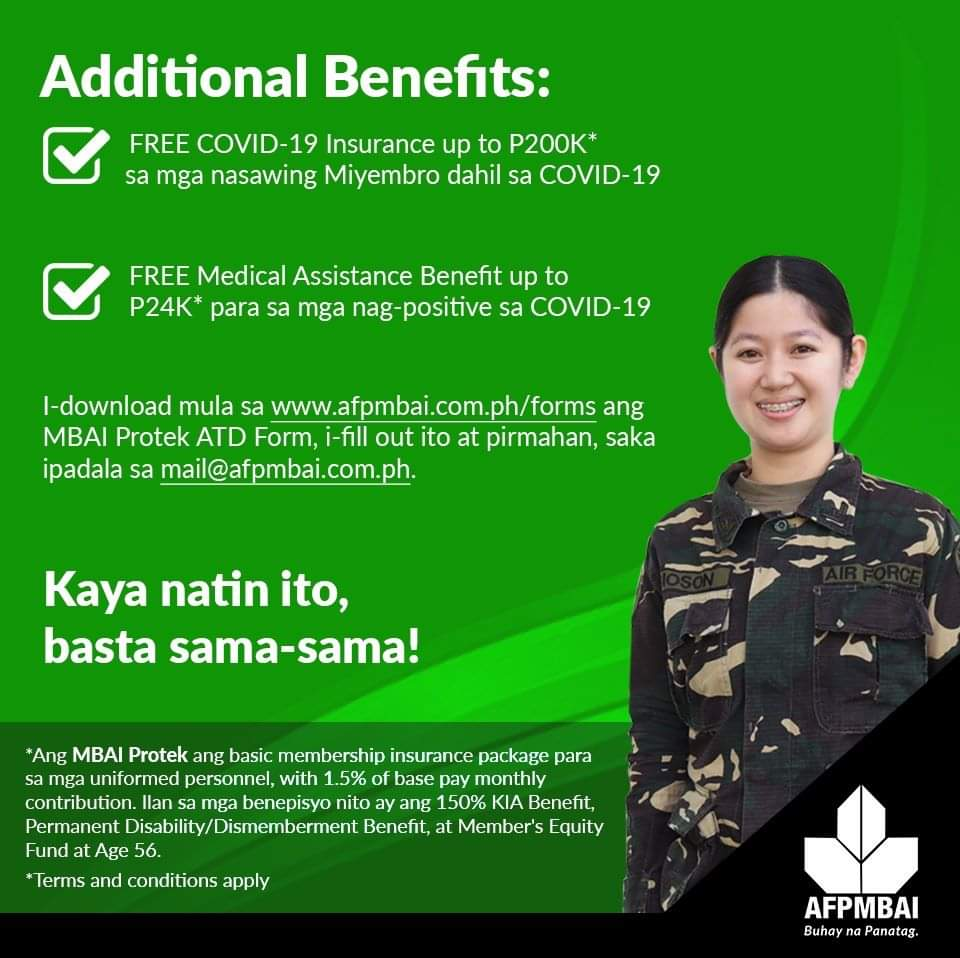 Additional Benefits:
FREE COVID-19 Insurance up to P200K*
sa mga nasawing Miyembro dahil sa COVID-19
FREE Medical Assistance Benefit up to
P24K* para sa mga nag-positive sa COVID-19
I-download mula sa www.afpmbai.com.ph/forms ang
MBAI Protek ATD Form, i-fill out ito at pirmahan, saka
ipadala sa mail@afpmbai.com.ph.
Kaya natin ito,
basta sama-sama!
IOSON
AIR FORCE
*Ang MBAI Protek ang basic membership insurance package para
sa mga uniformed personnel, with 1.5% of base pay monthly
contribution. Ilan sa mga benepisyo nito ay ang 150% KIA Benefit,
Permanent Disability/Dismemberment Benefit, at Member's Equity
Fund at Age 56.
*Terms and conditions apply
AFPMBAI
Buhay na Panatag.